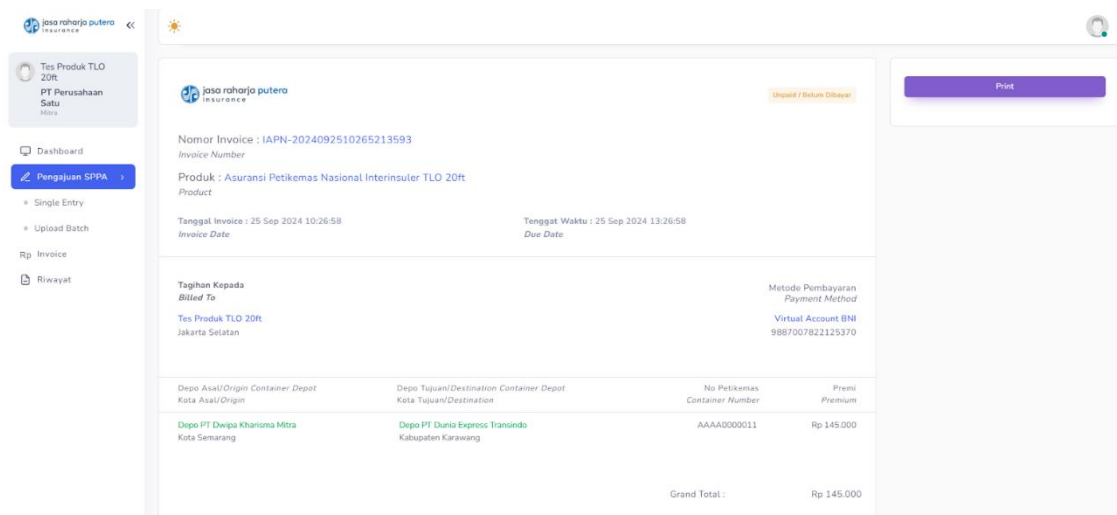 jasa raharja putera
insurance
Tes Produk TLO
20ft
PT Perusahaan
Satu
Mitra
Dashboard
Pengajuan SPPA
Single Entry
Upload Batch
Rp Invoice
Riwayat
jasa raharja putera
insurance
Unpaid / Belum Dibayar
Nomor Invoice : IAPN-2024092510265213593
Invoice Number
Produk : Asuransi Petikemas Nasional Interinsuler TLO 20ft
Product
Tanggal Invoice : 25 Sep 2024 10:26:58
Invoice Date
Tenggat Waktu : 25 Sep 2024 13:26:58
Due Date
Tagihan Kepada
Billed To
Tes Produk TLO 20ft
Jakarta Selatan
Metode Pembayaran
Payment Method
Virtual Account BNI
9887007822125370
Depo Asal/Origin Container Depot Depo Tujuan/Destination Container Depot No Petikemas Premi
Kota Asal/Origin Kota Tujuan/Destination Container Number Premium
Depo PT Dwipa Kharisma Mitra Depo PT Dunia Express Transindo AAAA0000011 Rp 145.000
Kota Semarang Kabupaten Karawang
Grand Total : Rp 145.000
Print